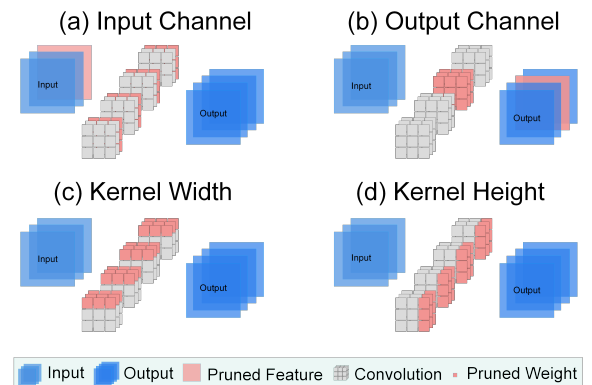 (a) Input Channel
(b) Output Channel
Input
Output
Input
Output
(c) Kernel Width
(d) Kernel Height
Input
Output
Input
Output
Input Output Pruned Feature Convolution Pruned Weight